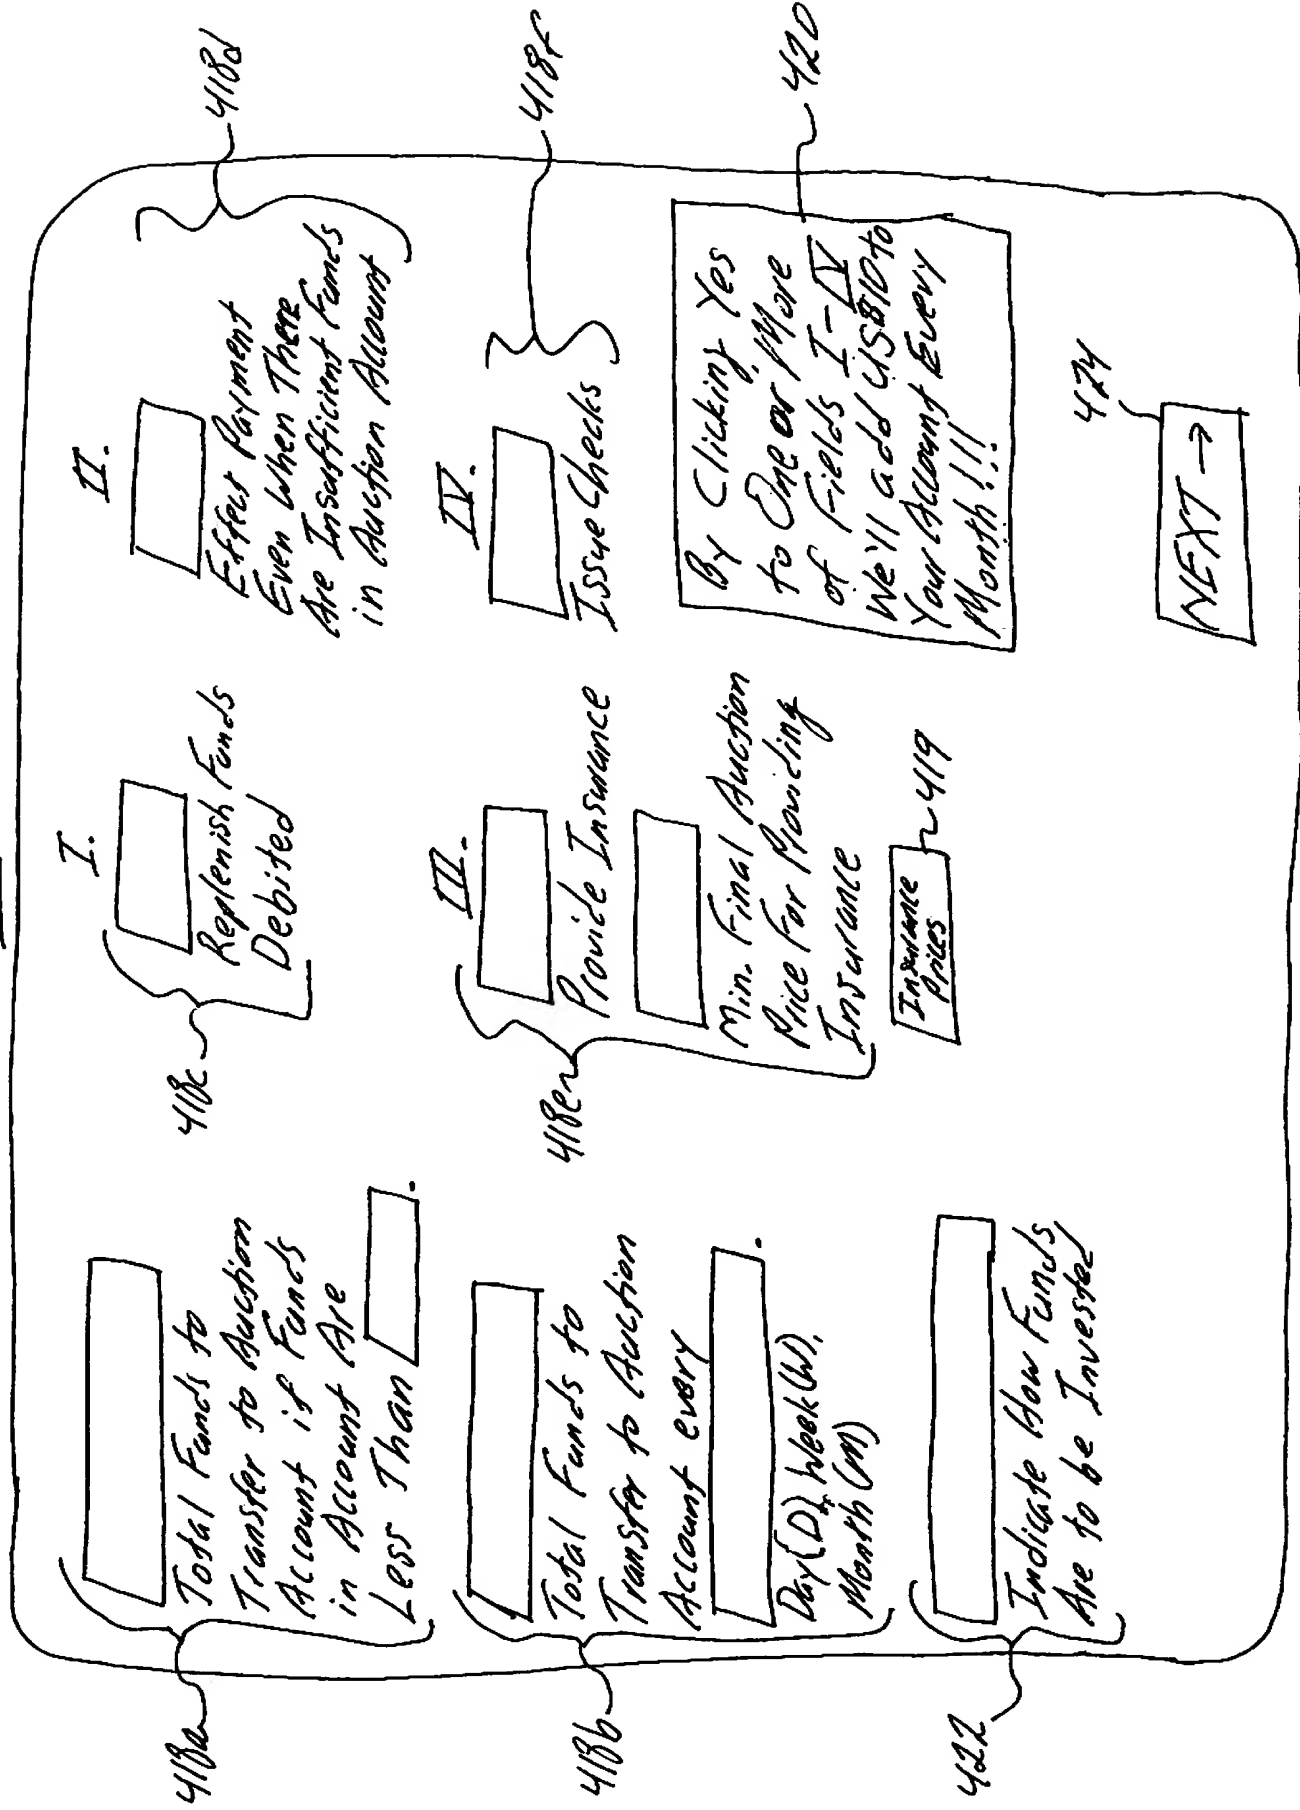 418a
Total Funds to
Transfer to Auction
Account if Funds
in Account Are
Less Than .
418b
Total Funds to
Transfer to Auction
Account every
.
Day(D), Week(W),
Month(M)
422
Indicate How Funds
Are to be Invested
418c
I.
Replenish Funds
Debited
II.
418d
Effect Payment
Even When There
Are Insufficient Funds
in Auction Account
418e
III.
Provide Insurance
Min. Final Auction
Price For Providing
Insurance
Insurance
Prices
419
IV.
418f
Issue Checks
420
By Clicking Yes
to One or More
of Fields I-IV
We'll add US$10 to
Your Account Every
Month!!!
424
NEXT →